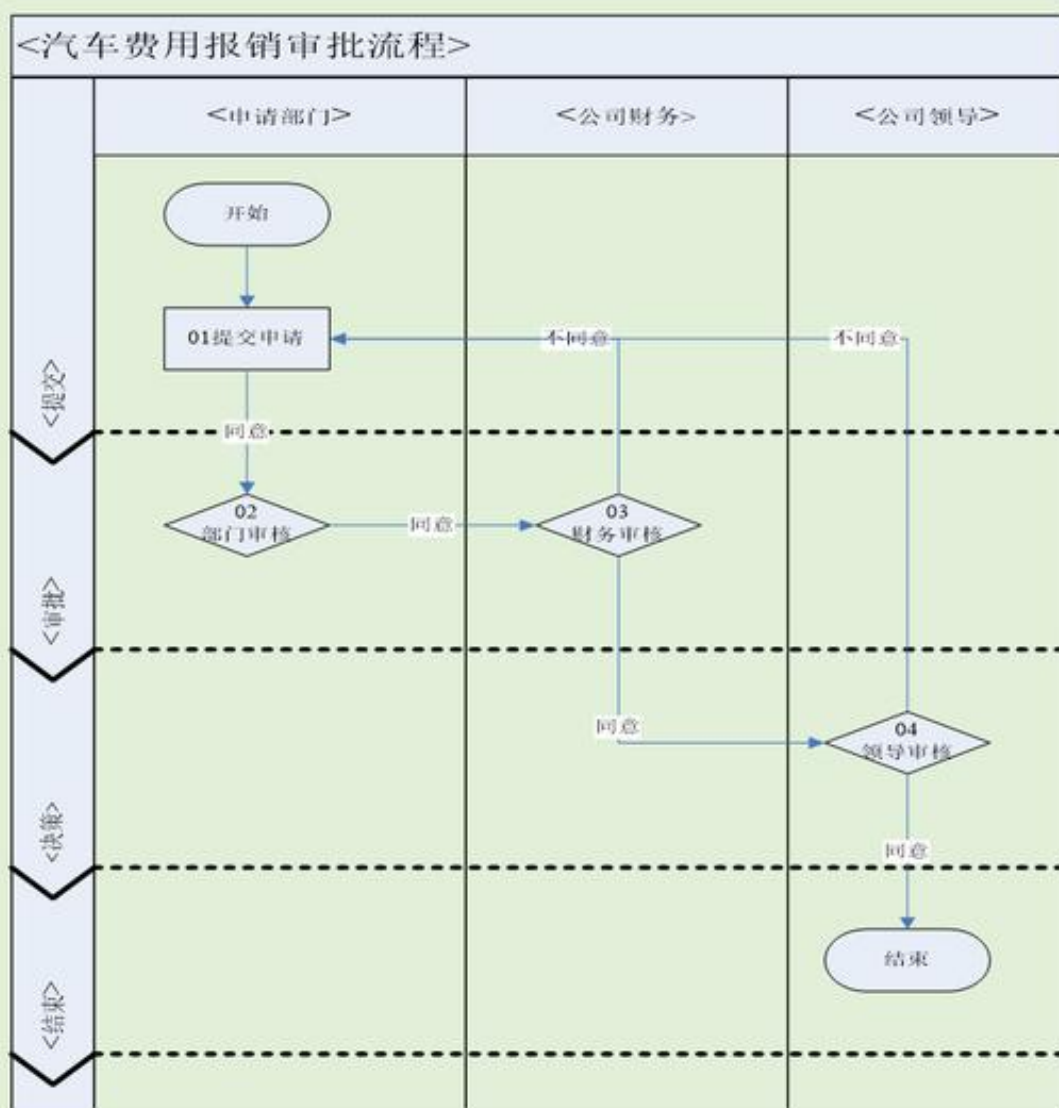 <汽车费用报销审批流程>
<申请部门>
<公司财务>
<公司领导>
开始
01提交申请
不同意
不同意
<提交>
同意
02
部门审核
同意
03
财务审核
<审批>
同意
04
领导审核
<决策>
同意
结束
<结束>